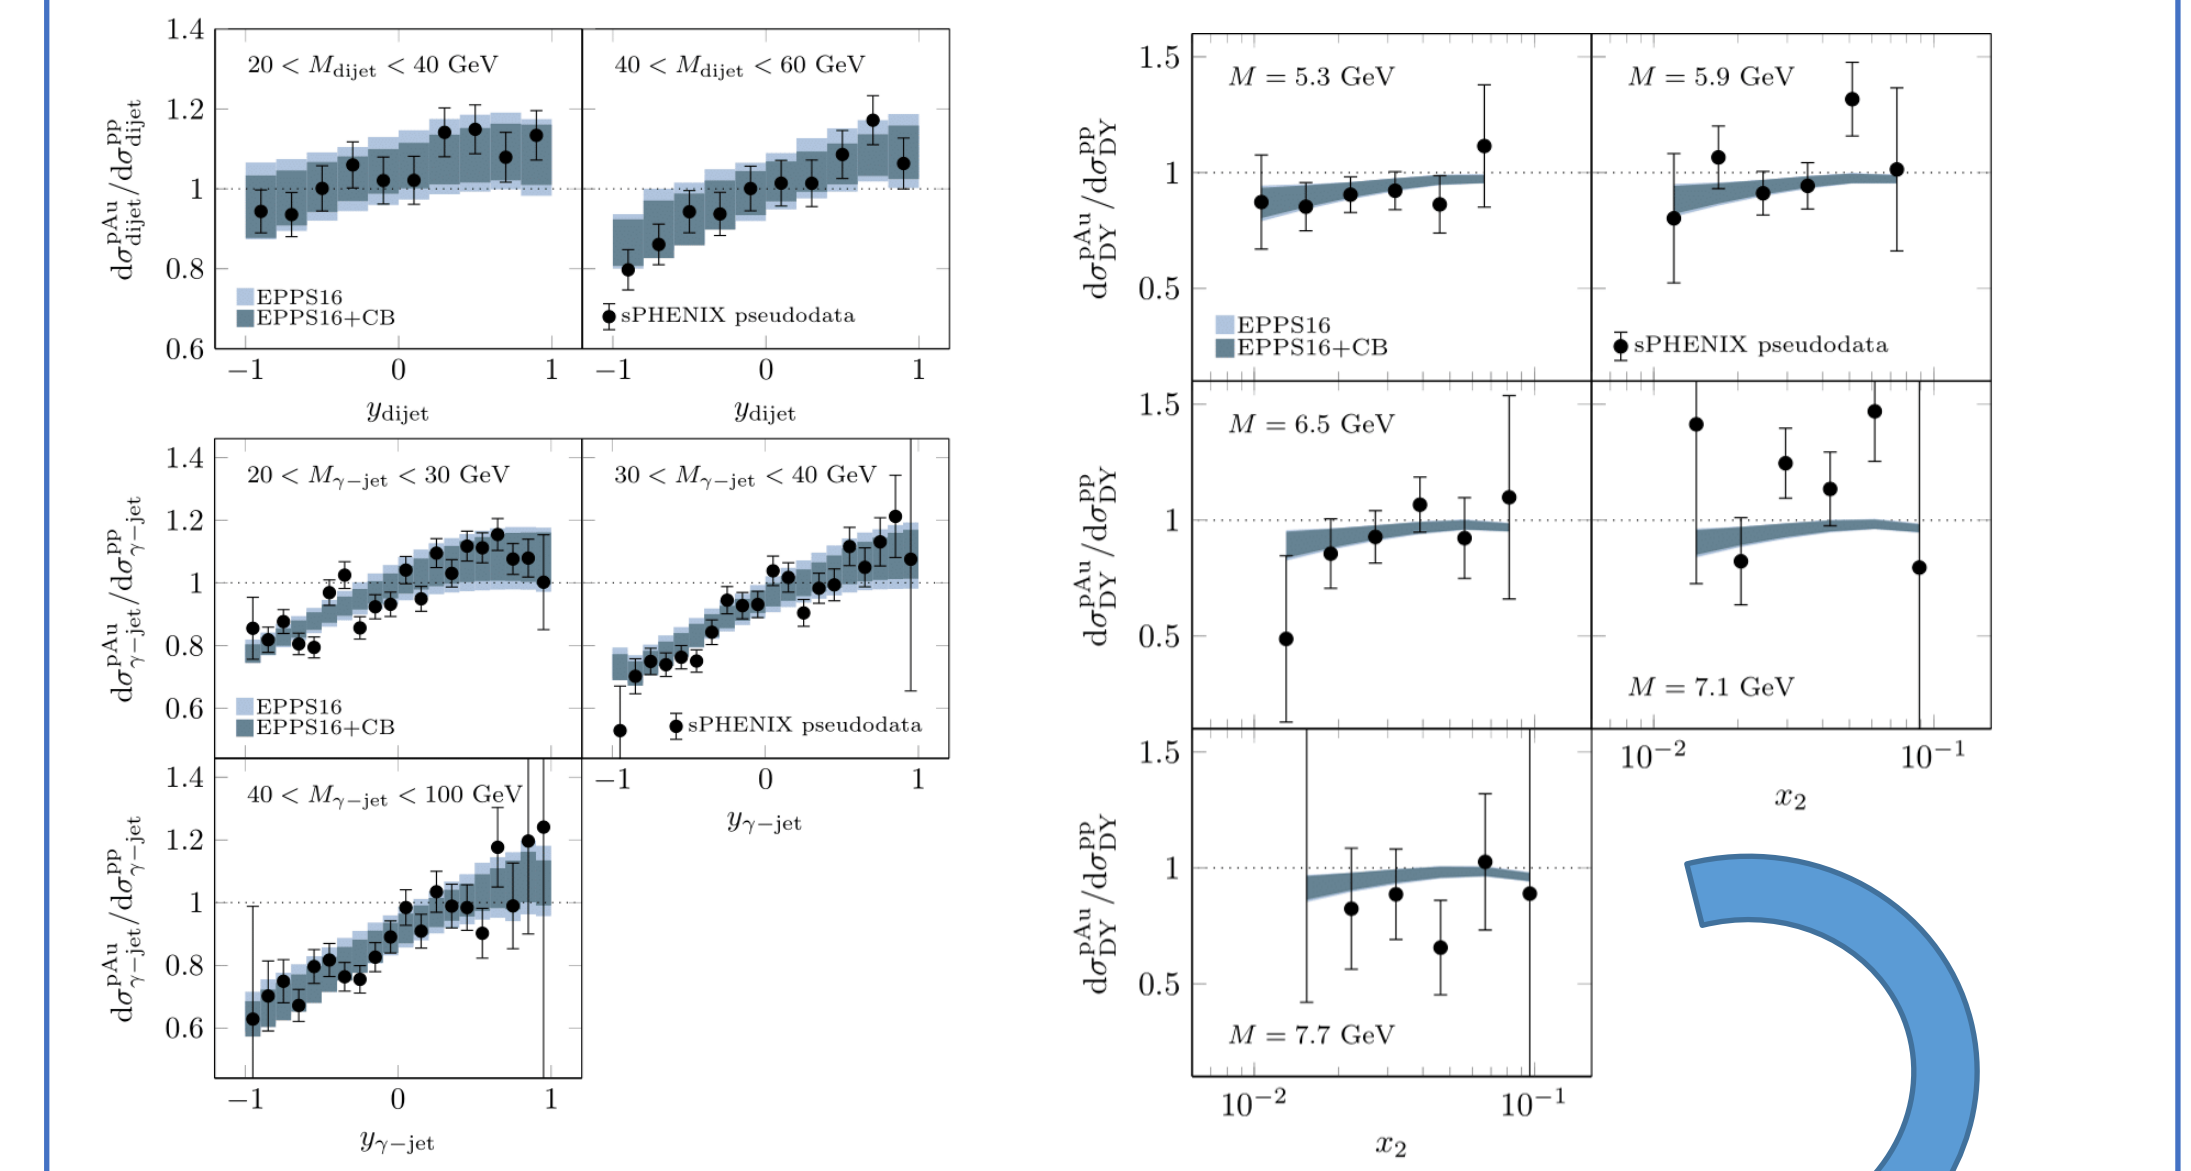 1.4
1.2
1
0.8
0.6
dσ^pAu_dijet/dσ^pp_dijet
20 < M_dijet < 40 GeV
EPPS16
EPPS16+CB
−1 0 1
y_dijet
40 < M_dijet < 60 GeV
sPHENIX pseudodata
−1 0 1
y_dijet
1.4
1.2
1
0.8
0.6
dσ^pAu_γ−jet/dσ^pp_γ−jet
20 < M_γ−jet < 30 GeV
EPPS16
EPPS16+CB
30 < M_γ−jet < 40 GeV
sPHENIX pseudodata
−1 0 1
y_γ−jet
1.4
1.2
1
0.8
0.6
dσ^pAu_γ−jet/dσ^pp_γ−jet
40 < M_γ−jet < 100 GeV
−1 0 1
y_γ−jet
1.5
1
0.5
dσ^pAu_DY/dσ^pp_DY
M = 5.3 GeV
EPPS16
EPPS16+CB
M = 5.9 GeV
sPHENIX pseudodata
1.5
1
0.5
dσ^pAu_DY/dσ^pp_DY
M = 6.5 GeV
M = 7.1 GeV
10^−2 10^−1
x_2
1.5
1
0.5
dσ^pAu_DY/dσ^pp_DY
M = 7.7 GeV
10^−2 10^−1
x_2